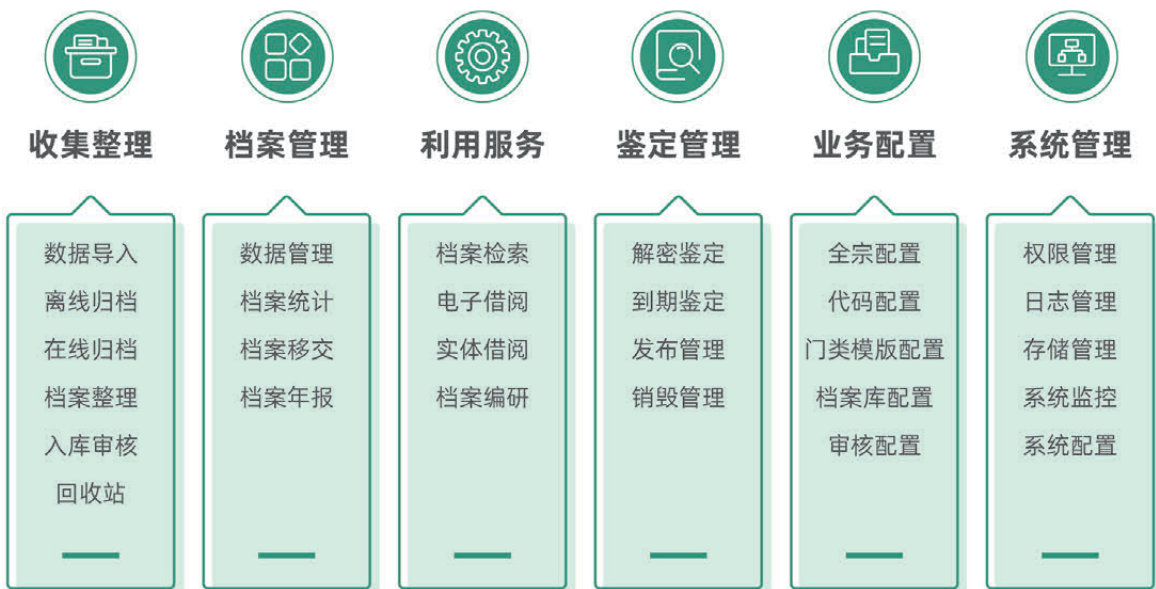 收集整理
数据导入
离线归档
在线归档
档案整理
入库审核
回收站
档案管理
数据管理
档案统计
档案移交
档案年报
利用服务
档案检索
电子借阅
实体借阅
档案编研
鉴定管理
解密鉴定
到期鉴定
发布管理
销毁管理
业务配置
全宗配置
代码配置
门类模版配置
档案库配置
审核配置
系统管理
权限管理
日志管理
存储管理
系统监控
系统配置